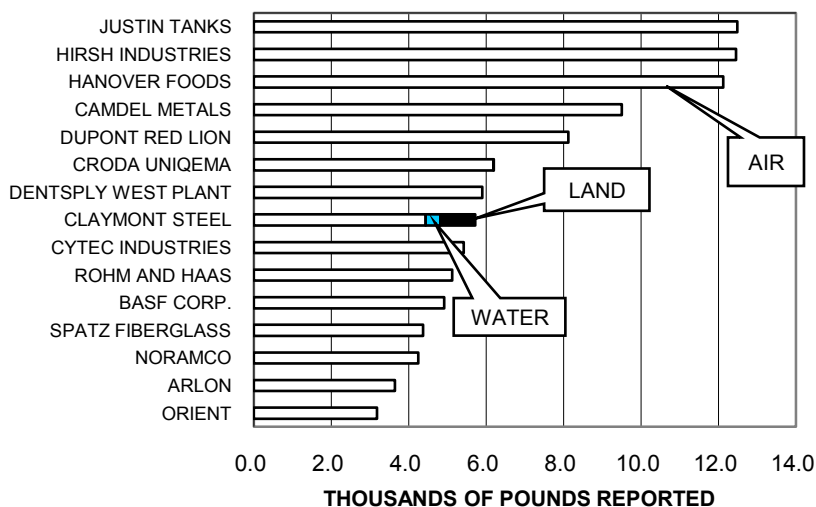 JUSTIN TANKS
HIRSH INDUSTRIES
HANOVER FOODS
CAMDEL METALS
DUPONT RED LION
CRODA UNIQEMA
AIR
DENTSPLY WEST PLANT
LAND
CLAYMONT STEEL
CYTEC INDUSTRIES
ROHM AND HAAS
BASF CORP.
WATER
SPATZ FIBERGLASS
NORAMCO
ARLON
ORIENT
0.0 2.0 4.0 6.0 8.0 10.0 12.0 14.0
THOUSANDS OF POUNDS REPORTED